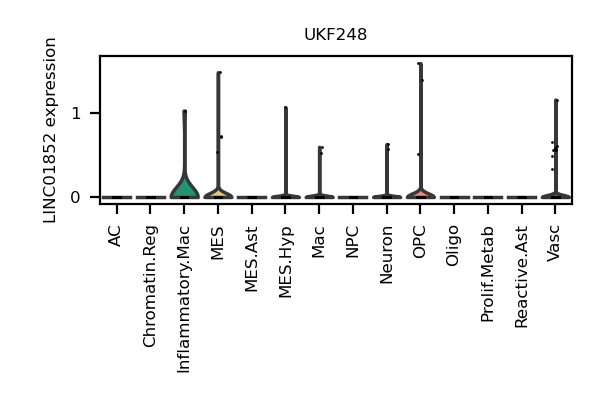 UKF248
LINC01852 expression
1
0
AC
Chromatin.Reg
Inflammatory.Mac
MES
MES.Ast
MES.Hyp
Mac
NPC
Neuron
OPC
Oligo
Prolif.Metab
Reactive.Ast
Vasc